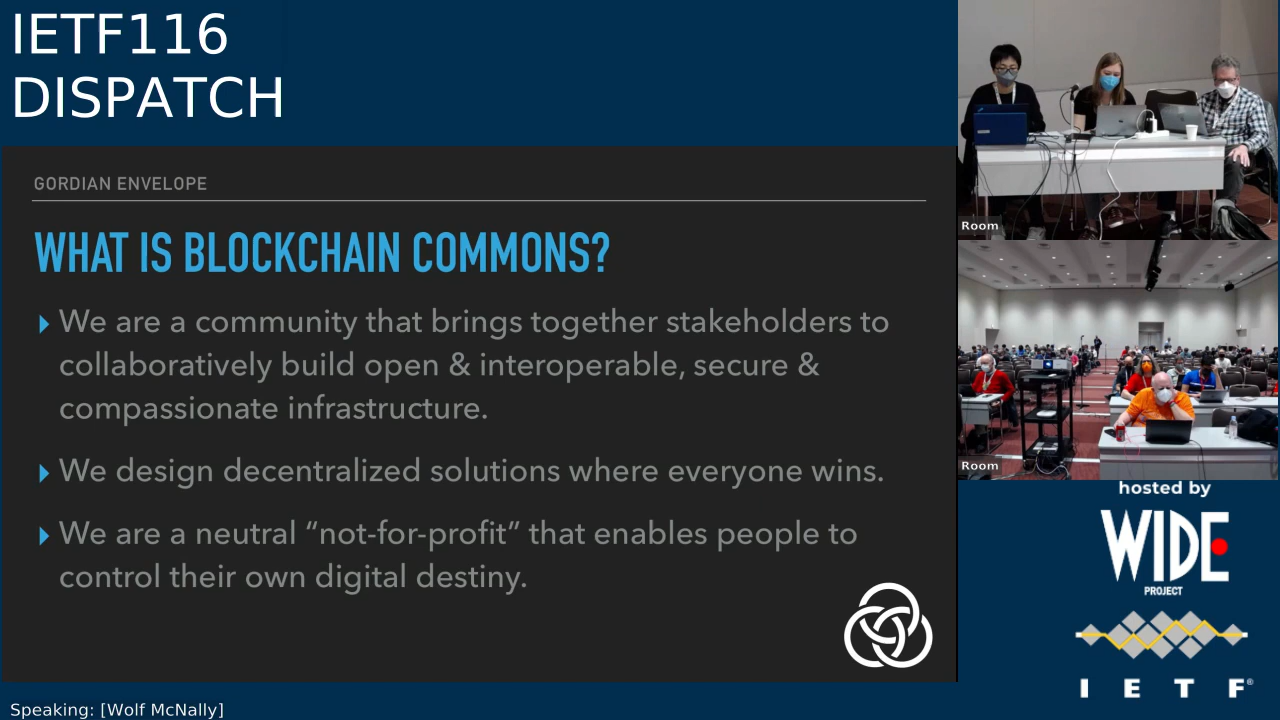 IETF116
DISPATCH
GORDIAN ENVELOPE
WHAT IS BLOCKCHAIN COMMONS?
We are a community that brings together stakeholders to
collaboratively build open & interoperable, secure &
compassionate infrastructure.
We design decentralized solutions where everyone wins.
We are a neutral “not-for-profit” that enables people to
control their own digital destiny.
Speaking: [Wolf McNally]
Room
Room
hosted by
WIDE
PROJECT
I E T F®